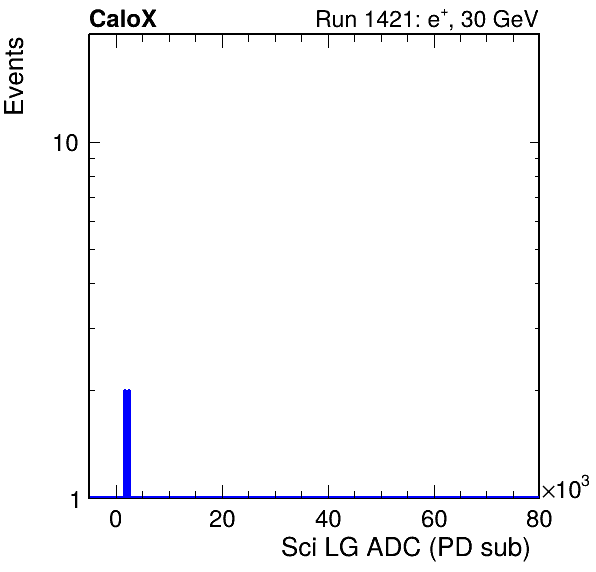 CaloX Run 1421: e⁺, 30 GeV
Events
10
1
0 20 40 60 80
×10³
Sci LG ADC (PD sub)